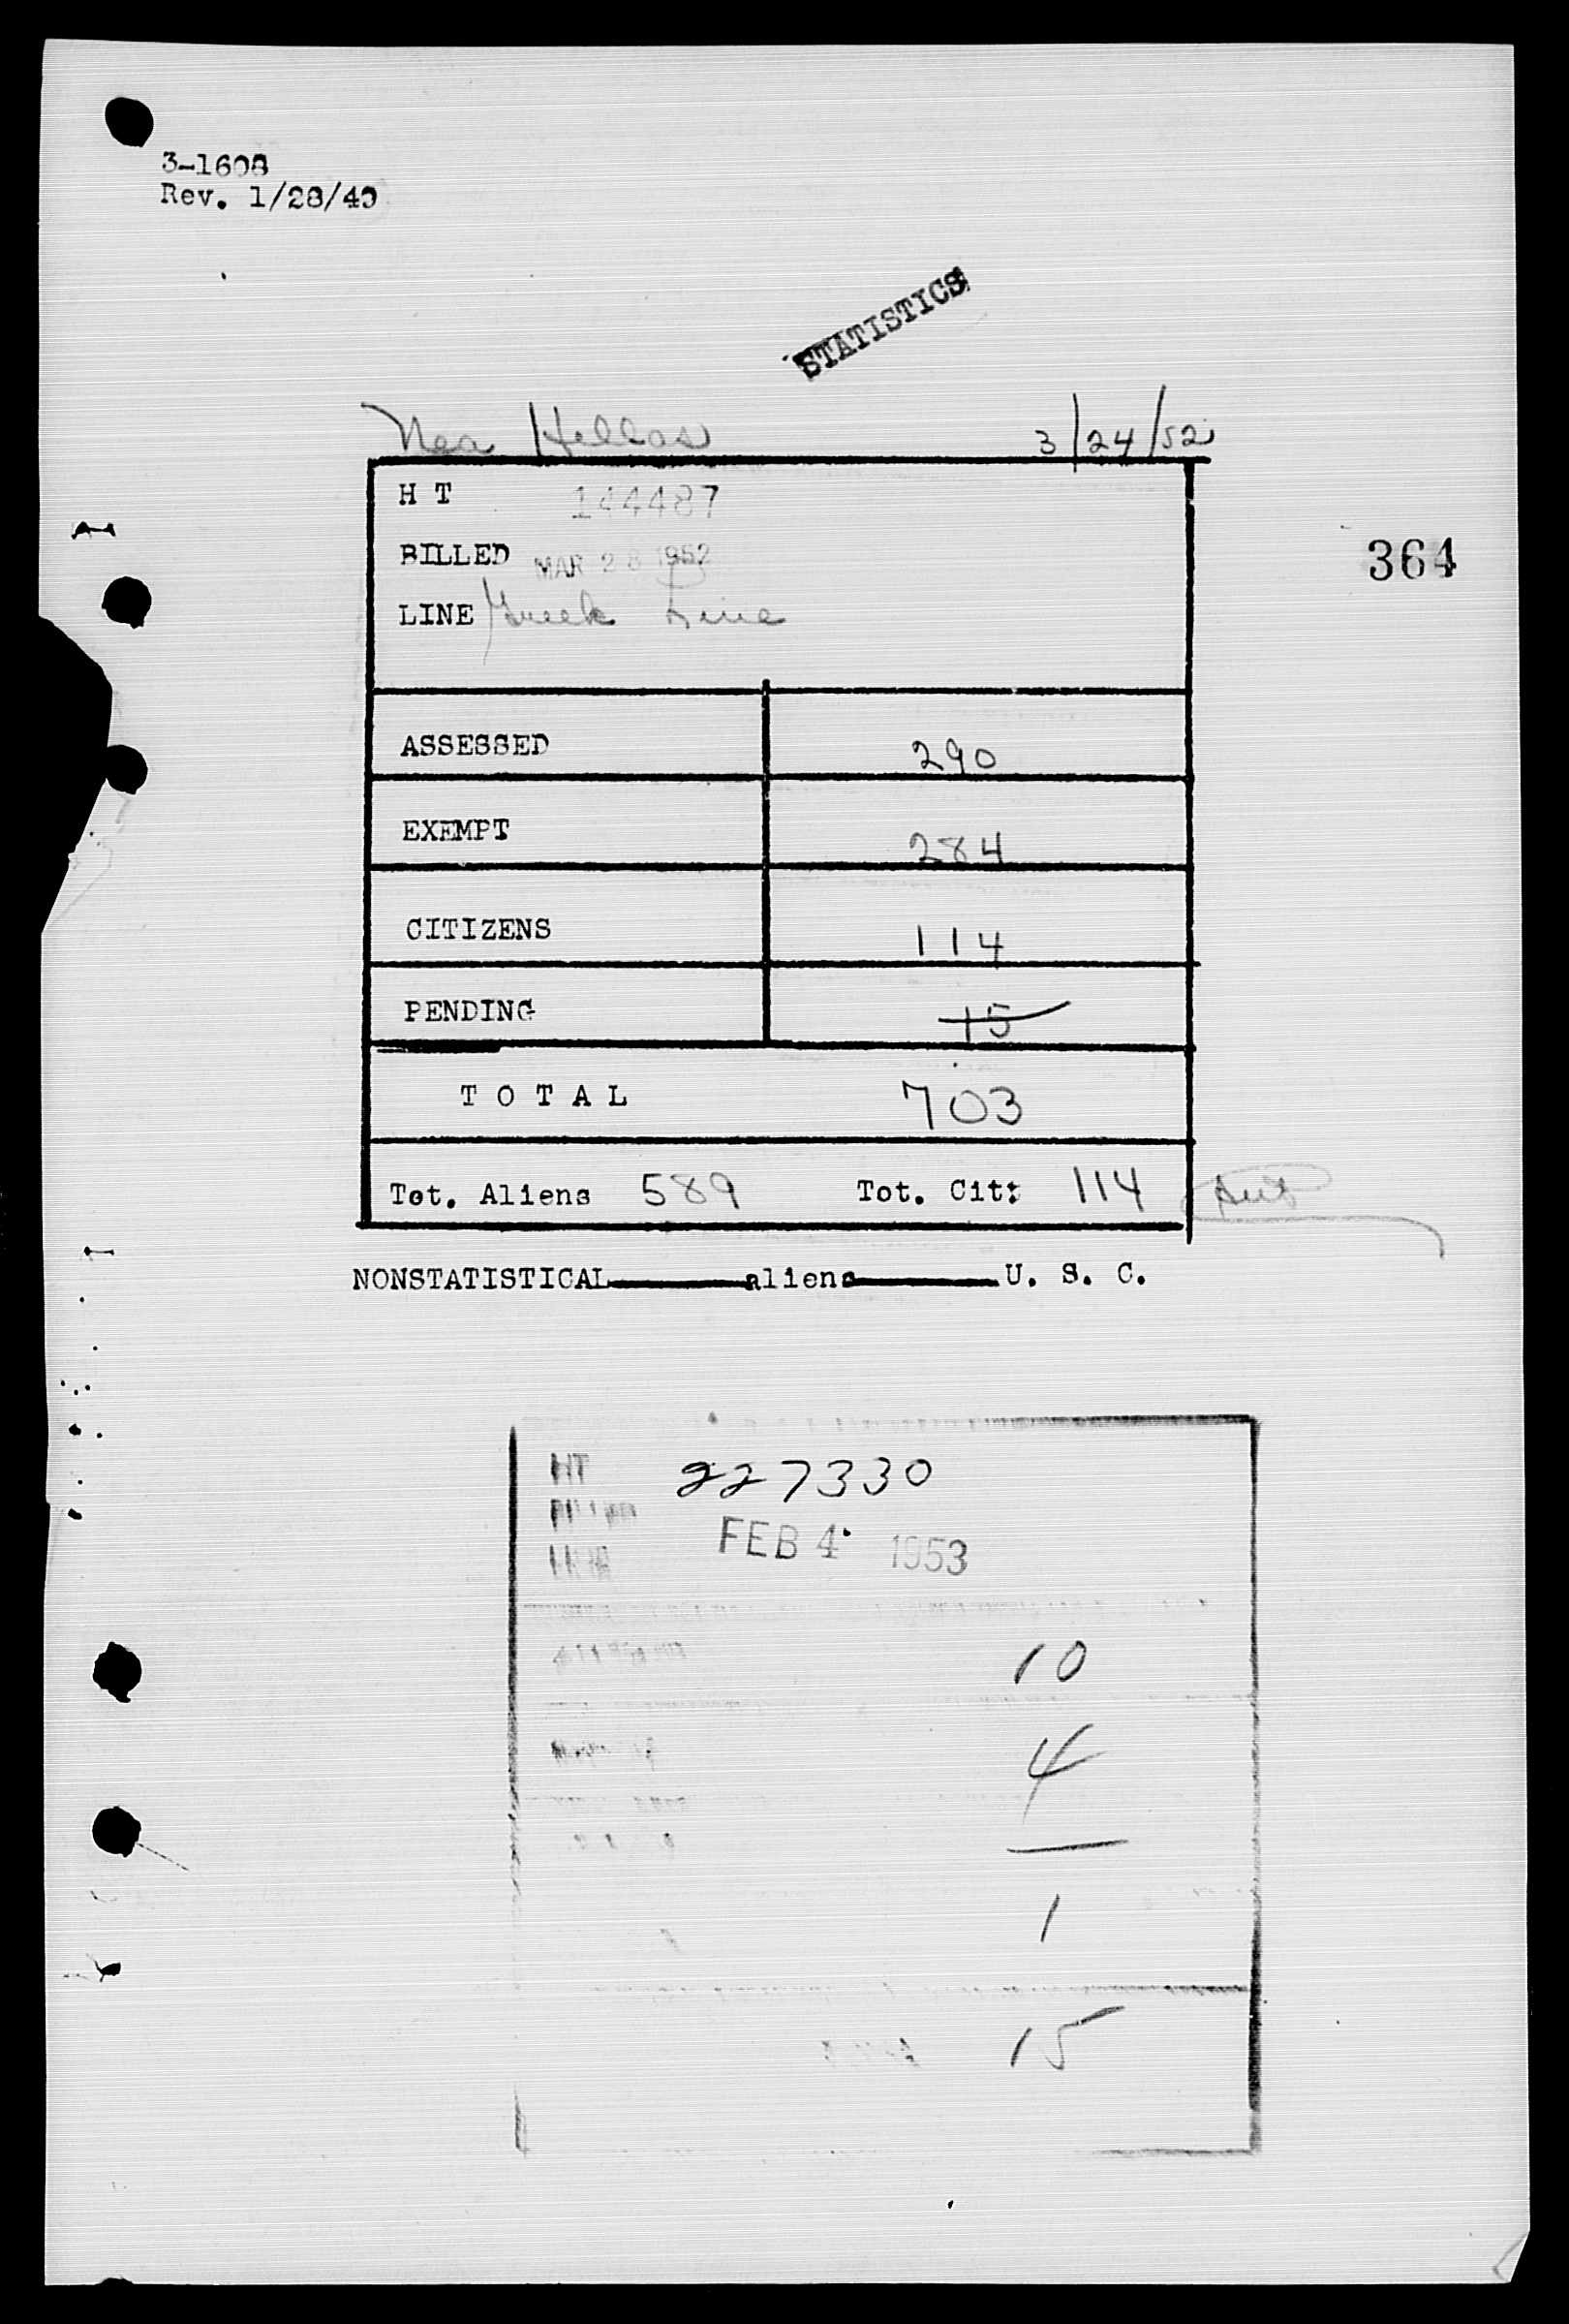 3-1608
Rev. 1/28/49
STATISTICS
Nea Hellas 3/24/52
H T 144487
BILLED MAR 28 1952
LINE Greek Line
364
ASSESSED 290
EXEMPT 284
CITIZENS 114
PENDING 15
T O T A L 703
Tot. Aliens 589 Tot. Cit: 114
NONSTATISTICAL aliens U. S. C.
HT 227330
FEB 4 1953
10
4
1
15